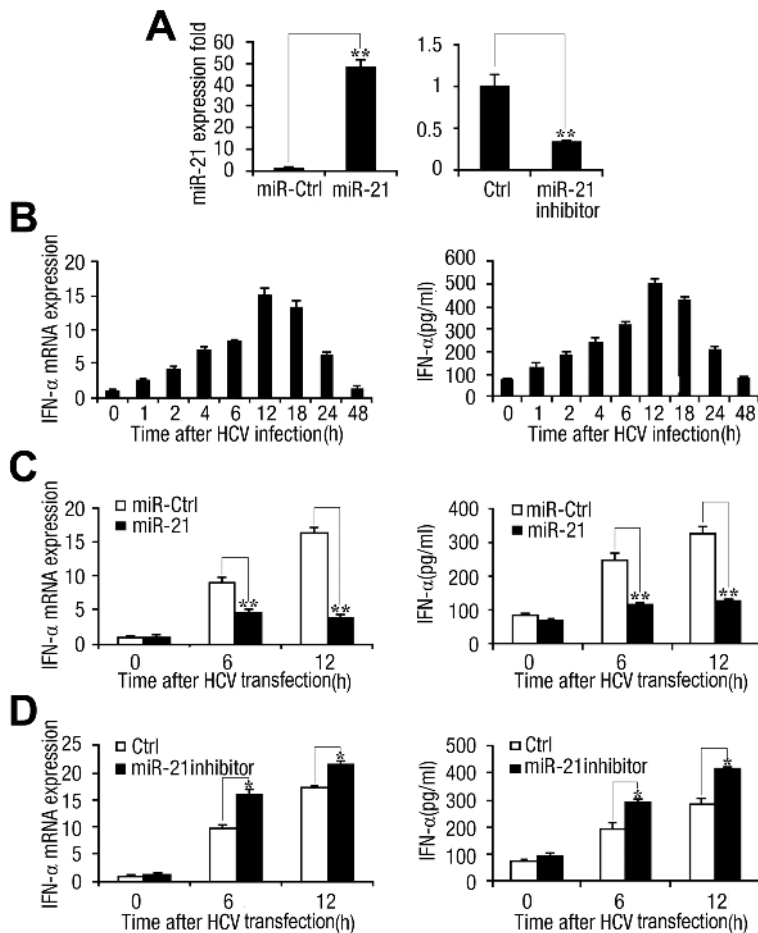 A
miR-21 expression fold
60
50
40
30
20
10
0
**
miR-Ctrl miR-21
1.5
1
0.5
0
**
Ctrl miR-21
inhibitor
B
IFN-α mRNA expression
20
15
10
5
0
0 1 2 4 6 12 18 24 48
Time after HCV infection(h)
IFN-α(pg/ml)
600
500
400
300
200
100
0
0 1 2 4 6 12 18 24 48
Time after HCV infection(h)
C
IFN-α mRNA expression
20
15
10
5
0
miR-Ctrl
miR-21
**
**
0 6 12
Time after HCV transfection(h)
IFN-α(pg/ml)
400
300
200
100
0
miR-Ctrl
miR-21
**
**
0 6 12
Time after HCV transfection(h)
D
IFN-α mRNA expression
25
20
15
10
5
0
Ctrl
miR-21inhibitor
*
*
0 6 12
Time after HCV transfection(h)
IFN-α(pg/ml)
500
400
300
200
100
0
Ctrl
miR-21inhibitor
*
*
0 6 12
Time after HCV transfection(h)